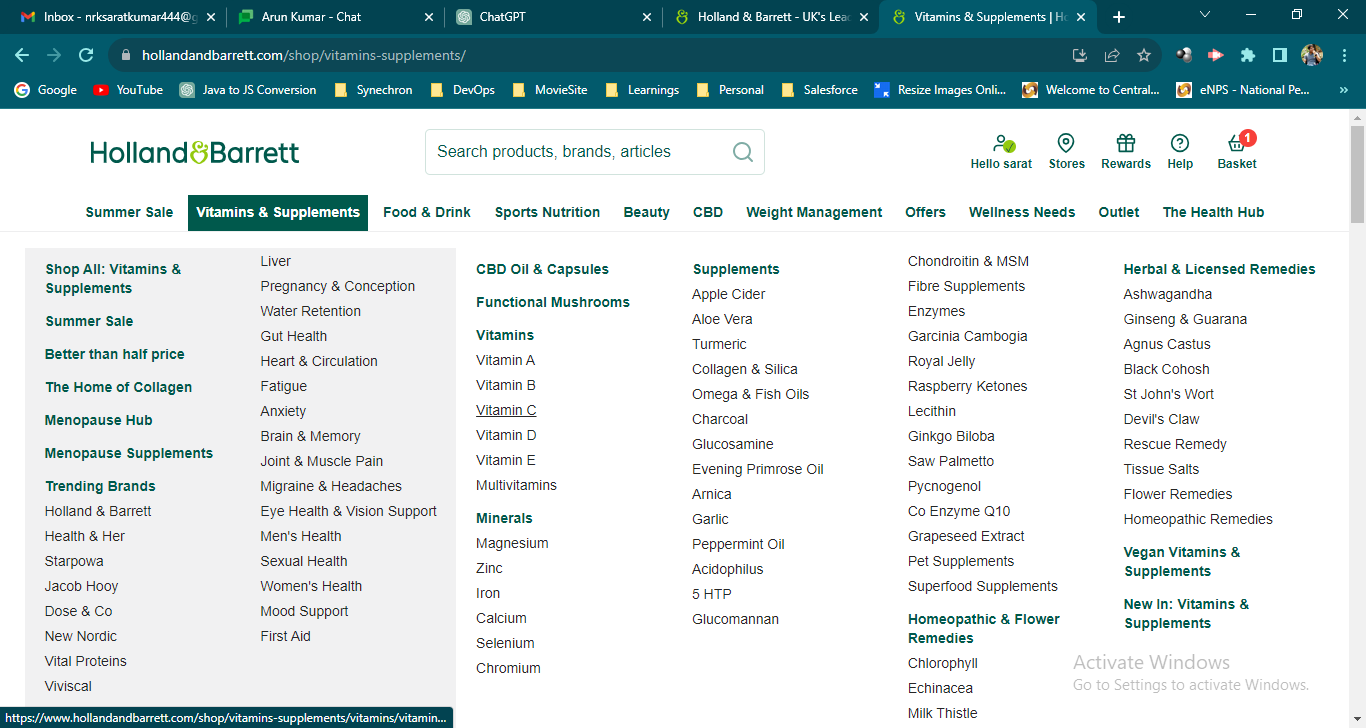 Inbox - nrksaratkumar444@g
Arun Kumar - Chat
ChatGPT
Holland & Barrett - UK's Lea
Vitamins & Supplements | Ho
hollandandbarrett.com/shop/vitamins-supplements/
Google
YouTube
Java to JS Conversion
Synechron
DevOps
MovieSite
Learnings
Personal
Salesforce
Resize Images Onli...
Welcome to Central...
eNPS - National Pe...
»
Holland&Barrett
Search products, brands, articles
Hello sarat
Stores
Rewards
Help
1
Basket
Summer Sale
Vitamins & Supplements
Food & Drink
Sports Nutrition
Beauty
CBD
Weight Management
Offers
Wellness Needs
Outlet
The Health Hub
Shop All: Vitamins &
Supplements
Summer Sale
Better than half price
The Home of Collagen
Menopause Hub
Menopause Supplements
Trending Brands
Holland & Barrett
Health & Her
Starpowa
Jacob Hooy
Dose & Co
New Nordic
Vital Proteins
Viviscal
Liver
Pregnancy & Conception
Water Retention
Gut Health
Heart & Circulation
Fatigue
Anxiety
Brain & Memory
Joint & Muscle Pain
Migraine & Headaches
Eye Health & Vision Support
Men's Health
Sexual Health
Women's Health
Mood Support
First Aid
CBD Oil & Capsules
Functional Mushrooms
Vitamins
Vitamin A
Vitamin B
Vitamin C
Vitamin D
Vitamin E
Multivitamins
Minerals
Magnesium
Zinc
Iron
Calcium
Selenium
Chromium
Supplements
Apple Cider
Aloe Vera
Turmeric
Collagen & Silica
Omega & Fish Oils
Charcoal
Glucosamine
Evening Primrose Oil
Arnica
Garlic
Peppermint Oil
Acidophilus
5 HTP
Glucomannan
Chondroitin & MSM
Fibre Supplements
Enzymes
Garcinia Cambogia
Royal Jelly
Raspberry Ketones
Lecithin
Ginkgo Biloba
Saw Palmetto
Pycnogenol
Co Enzyme Q10
Grapeseed Extract
Pet Supplements
Superfood Supplements
Homeopathic & Flower
Remedies
Chlorophyll
Echinacea
Milk Thistle
Herbal & Licensed Remedies
Ashwagandha
Ginseng & Guarana
Agnus Castus
Black Cohosh
St John's Wort
Devil's Claw
Rescue Remedy
Tissue Salts
Flower Remedies
Homeopathic Remedies
Vegan Vitamins &
Supplements
New In: Vitamins &
Supplements
Activate Windows
Go to Settings to activate Windows.
https://www.hollandandbarrett.com/shop/vitamins-supplements/vitamins/vitamin...